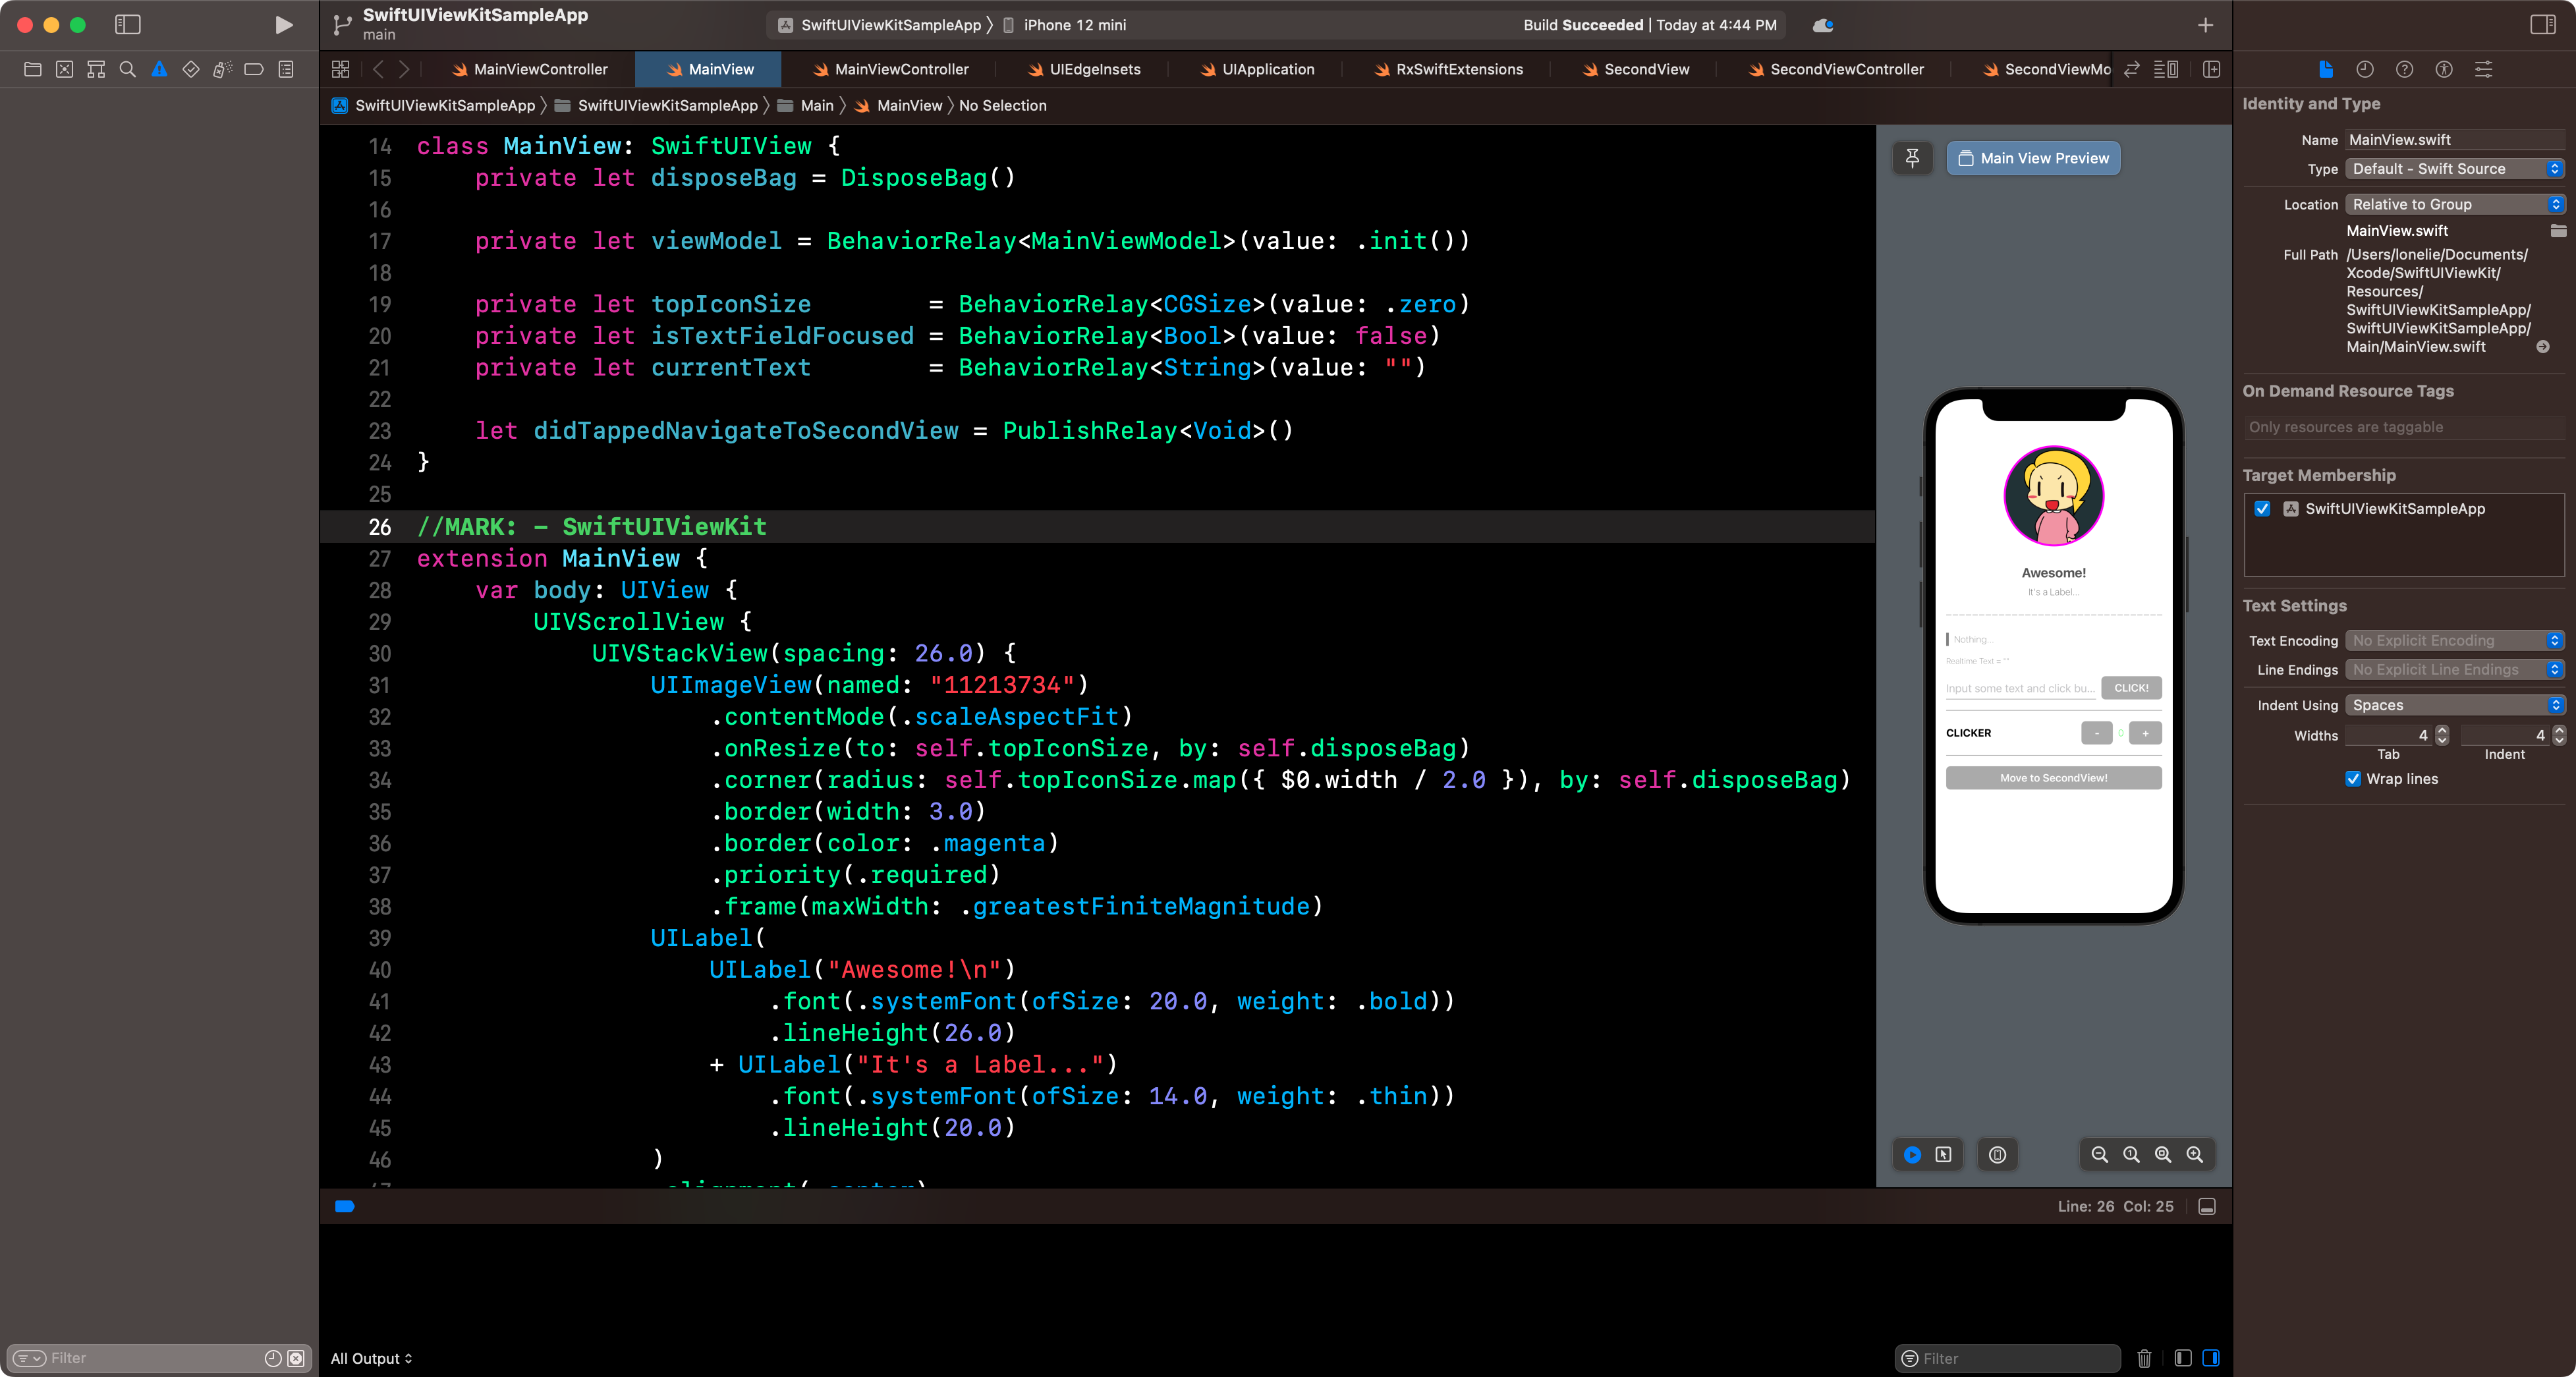 SwiftUIViewKitSampleApp
main
SwiftUIViewKitSampleApp 〉 iPhone 12 mini
Build Succeeded | Today at 4:44 PM
MainViewController
MainView
MainViewController
UIEdgeInsets
UIApplication
RxSwiftExtensions
SecondView
SecondViewController
SecondViewMo
SwiftUIViewKitSampleApp 〉 SwiftUIViewKitSampleApp 〉 Main 〉 MainView 〉 No Selection
14 class MainView: SwiftUIView {
15     private let disposeBag = DisposeBag()
16
17     private let viewModel = BehaviorRelay<MainViewModel>(value: .init())
18
19     private let topIconSize        = BehaviorRelay<CGSize>(value: .zero)
20     private let isTextFieldFocused = BehaviorRelay<Bool>(value: false)
21     private let currentText        = BehaviorRelay<String>(value: "")
22
23     let didTappedNavigateToSecondView = PublishRelay<Void>()
24 }
25
26 //MARK: - SwiftUIViewKit
27 extension MainView {
28     var body: UIView {
29         UIVScrollView {
30             UIVStackView(spacing: 26.0) {
31                 UIImageView(named: "11213734")
32                     .contentMode(.scaleAspectFit)
33                     .onResize(to: self.topIconSize, by: self.disposeBag)
34                     .corner(radius: self.topIconSize.map({ $0.width / 2.0 }), by: self.disposeBag)
35                     .border(width: 3.0)
36                     .border(color: .magenta)
37                     .priority(.required)
38                     .frame(maxWidth: .greatestFiniteMagnitude)
39                 UILabel(
40                     UILabel("Awesome!\n")
41                         .font(.systemFont(ofSize: 20.0, weight: .bold))
42                         .lineHeight(26.0)
43                     + UILabel("It's a Label...")
44                         .font(.systemFont(ofSize: 14.0, weight: .thin))
45                         .lineHeight(20.0)
46                 )
Main View Preview
Awesome!
It's a Label...
Nothing...
Realtime Text = ""
Input some text and click bu... CLICK!
CLICKER - 0 +
Move to SecondView!
Line: 26 Col: 25
Filter
All Output
Filter
Identity and Type
Name MainView.swift
Type Default - Swift Source
Location Relative to Group
MainView.swift
Full Path /Users/lonelie/Documents/
Xcode/SwiftUIViewKit/
Resources/
SwiftUIViewKitSampleApp/
SwiftUIViewKitSampleApp/
Main/MainView.swift
On Demand Resource Tags
Only resources are taggable
Target Membership
SwiftUIViewKitSampleApp
Text Settings
Text Encoding No Explicit Encoding
Line Endings No Explicit Line Endings
Indent Using Spaces
Widths 4 4
Tab Indent
Wrap lines